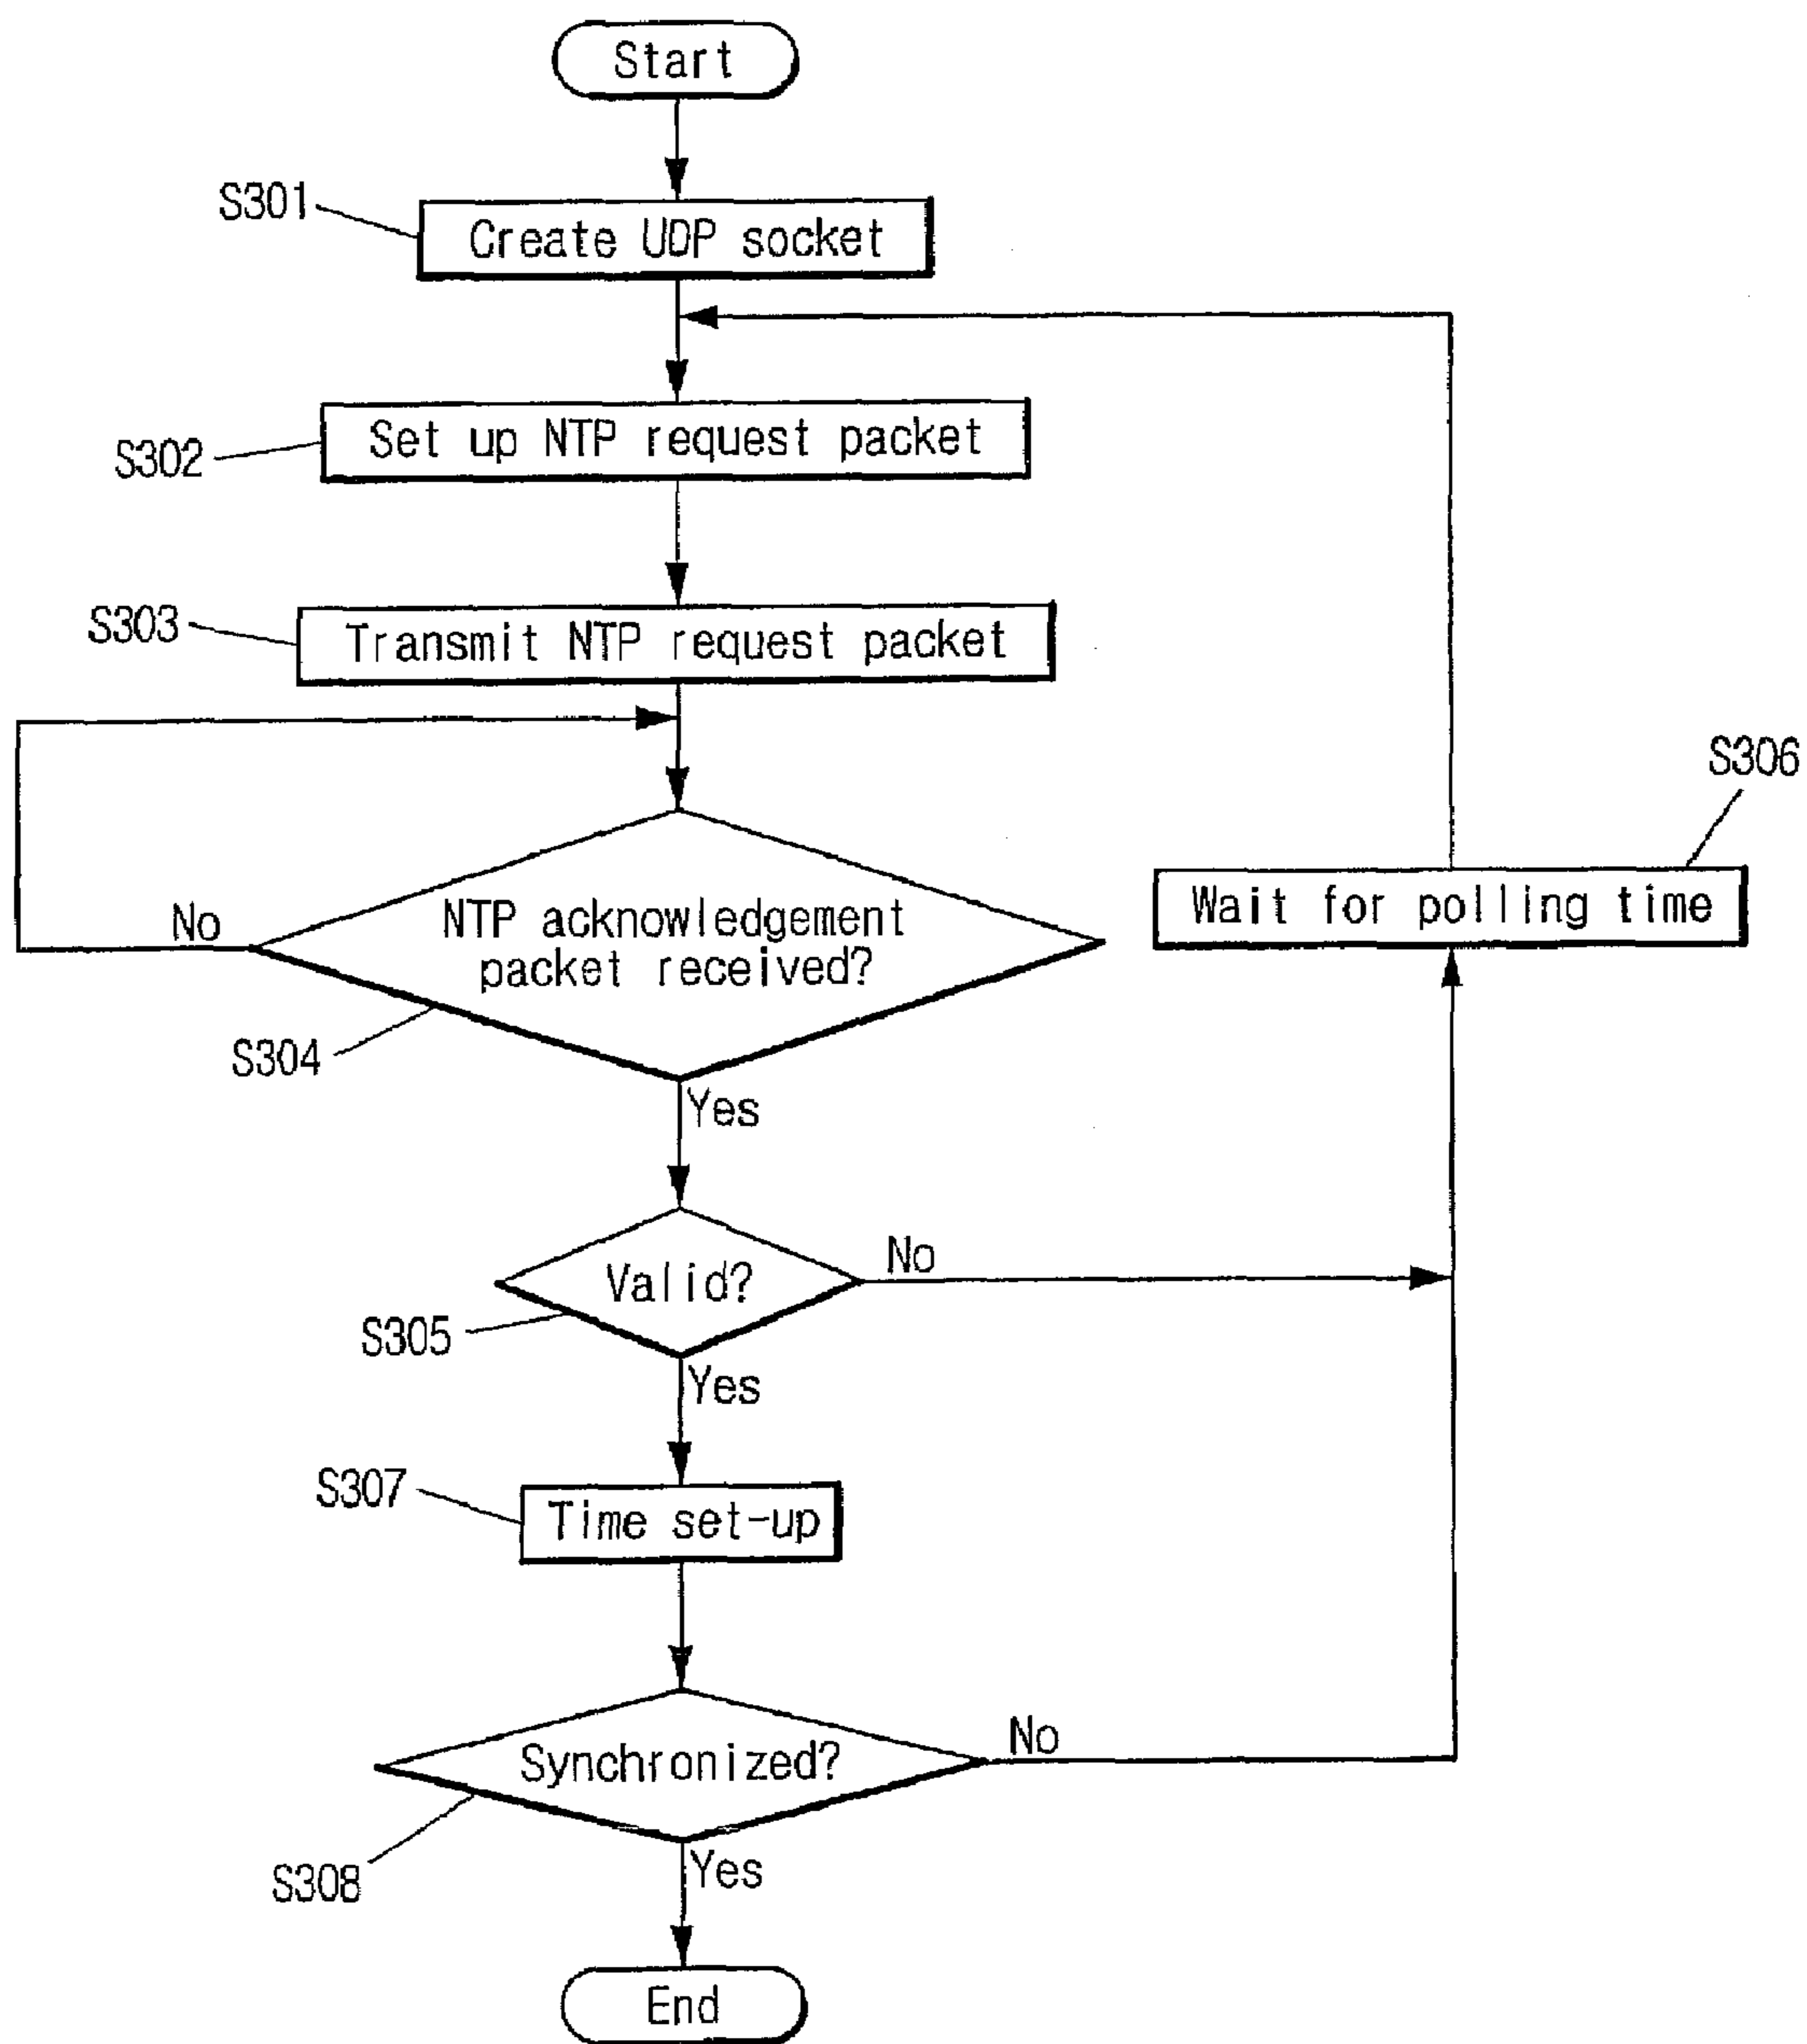 Start
S301
Create UDP socket
S302
Set up NTP request packet
S303
Transmit NTP request packet
S306
Wait for polling time
No
NTP acknowledgement
packet received?
S304
Yes
Valid?
No
S305
Yes
S307
Time set-up
Synchronized?
No
S308
Yes
End